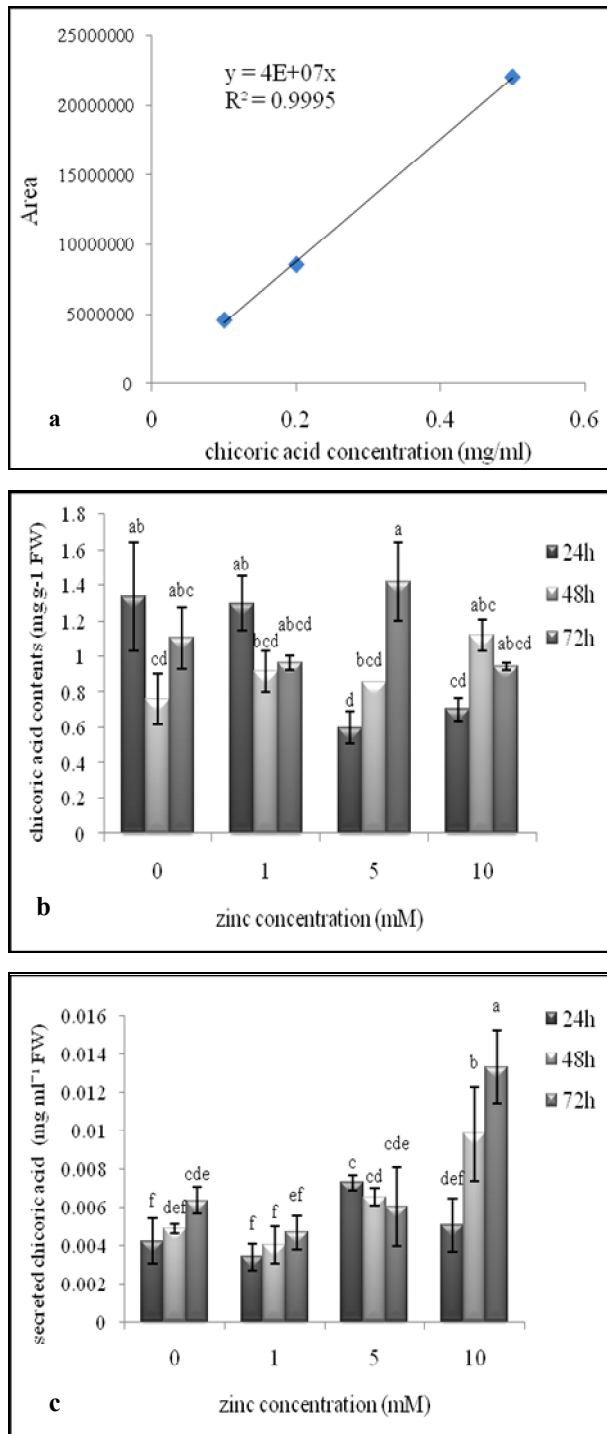 25000000
y = 4E+07x
R² = 0.9995
20000000
15000000
Area
10000000
5000000
0
0 0.2 0.4 0.6
a
chicoric acid concentration (mg/ml)
1.8
1.6
1.4
1.2
1
0.8
0.6
0.4
0.2
0
chicoric acid contents (mg g-1 FW)
ab cd abc
ab bcd abcd
d bcd a
cd abc abcd
24h
48h
72h
0 1 5 10
b
zinc concentration (mM)
0.016
0.014
0.012
0.01
0.008
0.006
0.004
0.002
0
secreted chicoric acid (mg ml⁻¹ FW)
f def cde
f f ef
c cd cde
def b a
24h
48h
72h
0 1 5 10
c
zinc concentration (mM)